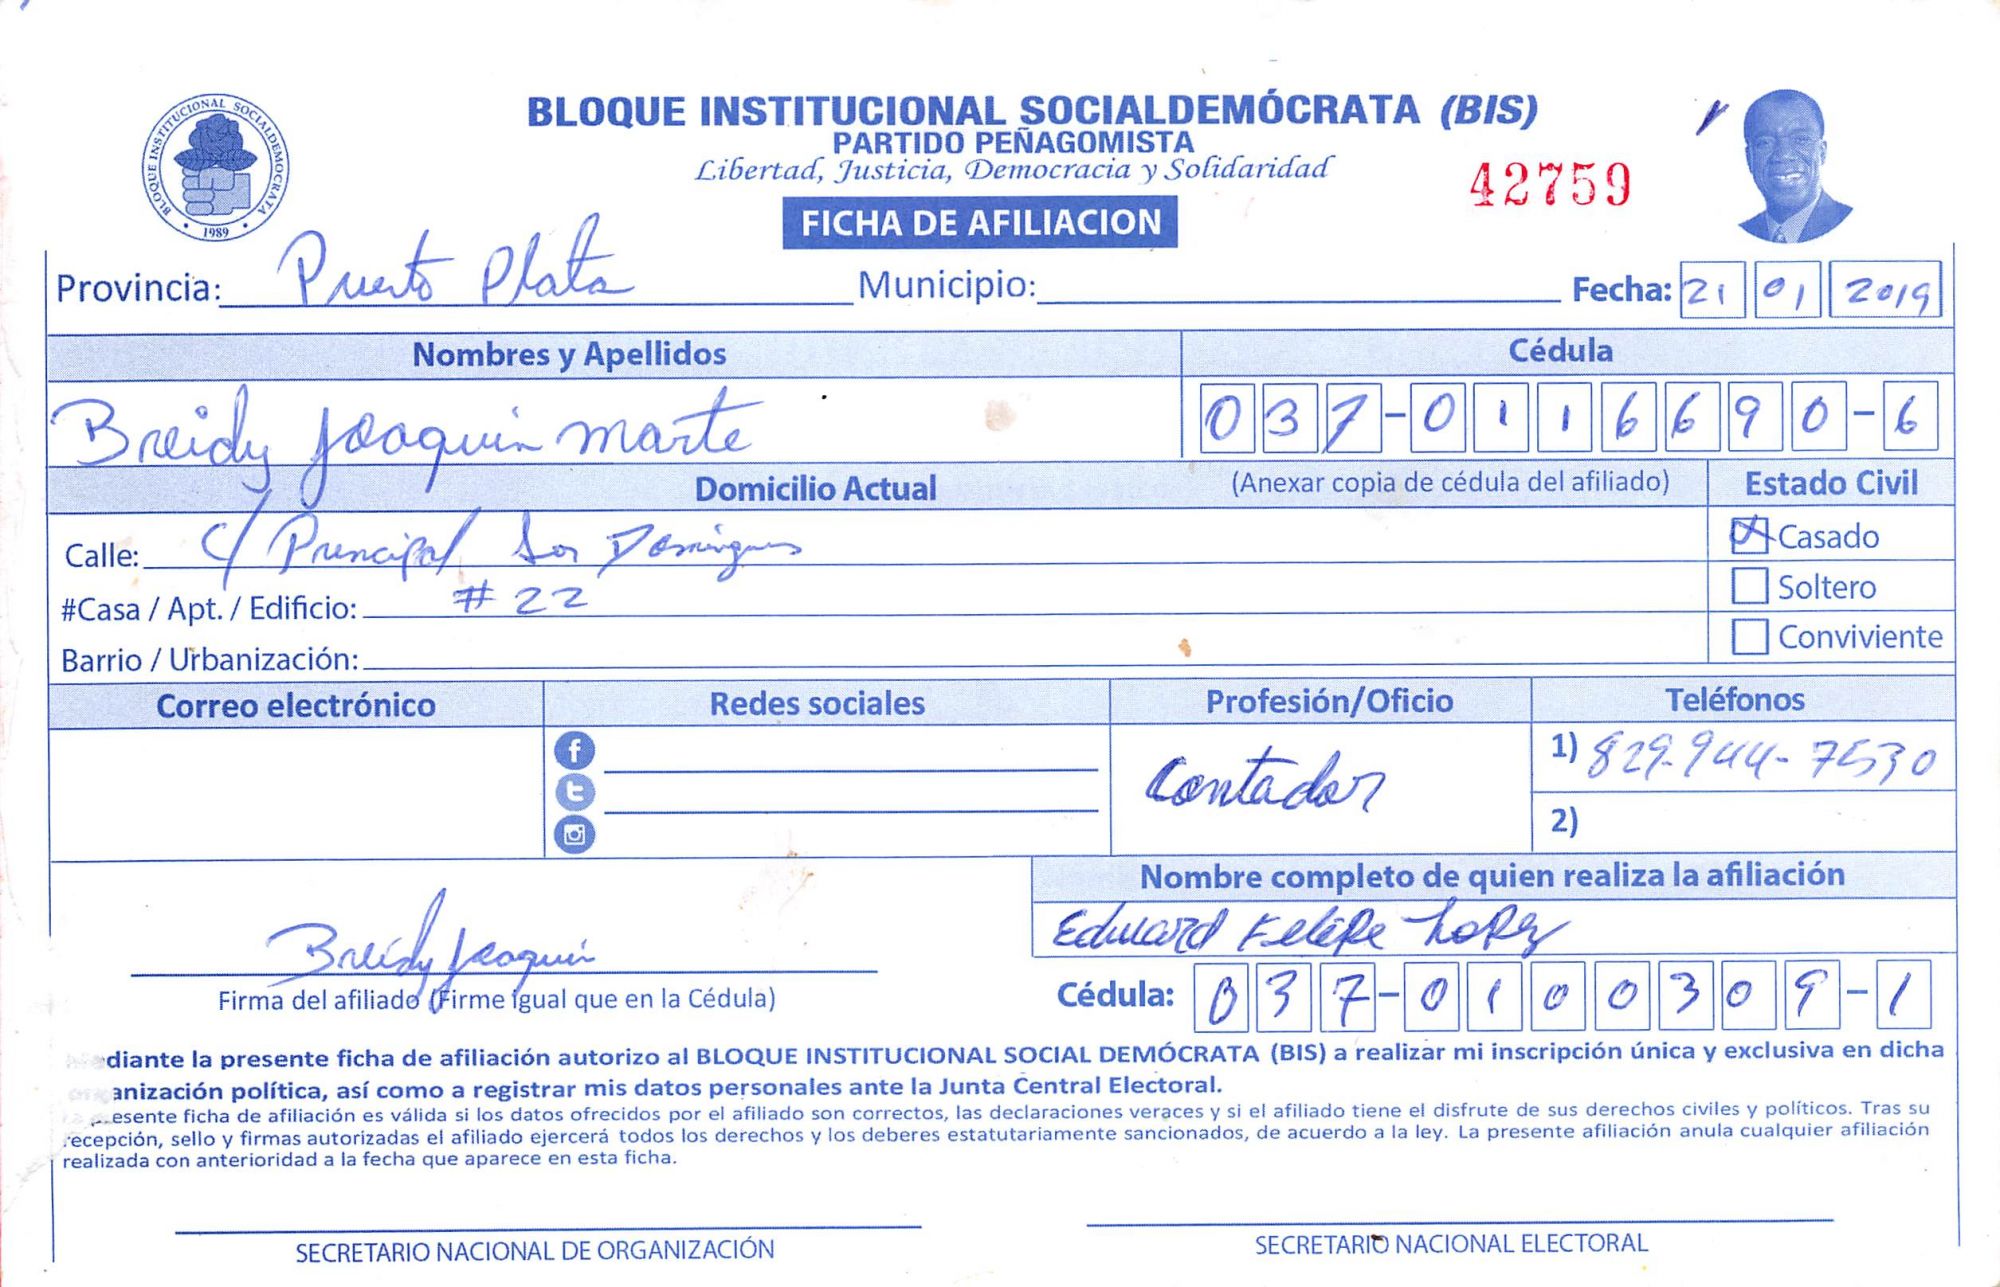 BLOQUE INSTITUCIONAL SOCIALDEMOCRATA
1989
BLOQUE INSTITUCIONAL SOCIALDEMÓCRATA (BIS)
PARTIDO PEÑAGOMISTA
Libertad, Justicia, Democracia y Solidaridad
42759
FICHA DE AFILIACION
Provincia: Puerto Plata Municipio: Fecha: 21 01 2019
Nombres y Apellidos Cédula
Breidy Joaquin Marte 037-0116690-6
Domicilio Actual (Anexar copia de cédula del afiliado) Estado Civil
Calle: C/ Principal Los Domingues Casado
#Casa / Apt. / Edificio: # 22 Soltero
Barrio / Urbanización: Conviviente
Correo electrónico Redes sociales Profesión/Oficio Teléfonos
Contador 1) 829-944-7530
2)
Nombre completo de quien realiza la afiliación
Eduard Felipe Lopez
Breidy Joaquin
Firma del afiliado (Firme igual que en la Cédula) Cédula: 037-0100309-1
diante la presente ficha de afiliación autorizo al BLOQUE INSTITUCIONAL SOCIAL DEMÓCRATA (BIS) a realizar mi inscripción única y exclusiva en dicha
anización política, así como a registrar mis datos personales ante la Junta Central Electoral.
esente ficha de afiliación es válida si los datos ofrecidos por el afiliado son correctos, las declaraciones veraces y si el afiliado tiene el disfrute de sus derechos civiles y políticos. Tras su
recepción, sello y firmas autorizadas el afiliado ejercerá todos los derechos y los deberes estatutariamente sancionados, de acuerdo a la ley. La presente afiliación anula cualquier afiliación
realizada con anterioridad a la fecha que aparece en esta ficha.
SECRETARIO NACIONAL DE ORGANIZACIÓN SECRETARIO NACIONAL ELECTORAL